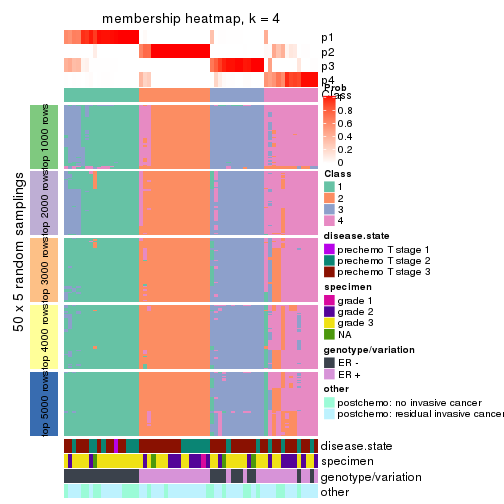 membership heatmap, k = 4
p1
p2
p3
p4
Class
50 x 5 random samplings
top 1000 rows
top 2000 rows
top 3000 rows
top 4000 rows
top 5000 rows
disease.state
specimen
genotype/variation
other
Prob
1
0.8
0.6
0.4
0.2
0
Class
1
2
3
4
disease.state
prechemo T stage 1
prechemo T stage 2
prechemo T stage 3
specimen
grade 1
grade 2
grade 3
NA
genotype/variation
ER -
ER +
other
postchemo: no invasive cancer
postchemo: residual invasive cancer